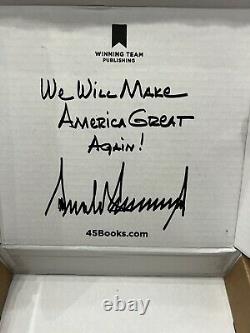 WINNING TEAM
PUBLISHING
WE WILL MAKE
AMERICA GREAT
AGAIN!
45Books.com